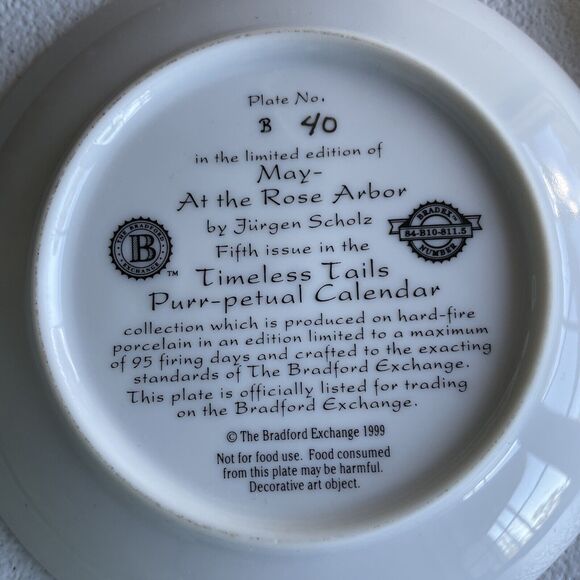 Plate No.
B 40
in the limited edition of
May-
At the Rose Arbor
by Jürgen Scholz
Fifth issue in the
Timeless Tails
Purr-petual Calendar
collection which is produced on hard-fire
porcelain in an edition limited to a maximum
of 95 firing days and crafted to the exacting
standards of The Bradford Exchange.
This plate is officially listed for trading
on the Bradford Exchange.
© The Bradford Exchange 1999
Not for food use. Food consumed
from this plate may be harmful.
Decorative art object.
THE BRADFORD
B
EXCHANGE
™
BRADEX™
84-B10-811.5
NUMBER